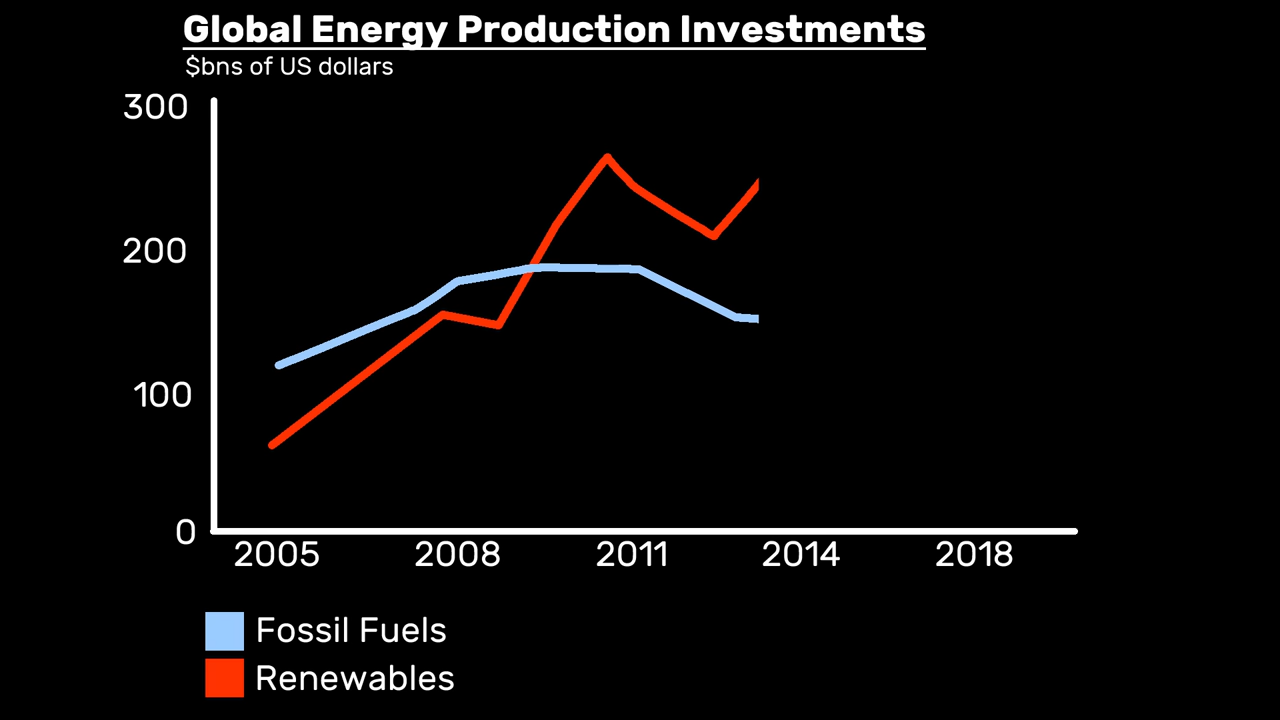 Global Energy Production Investments
$bns of US dollars
300
200
100
0
2005 2008 2011 2014 2018
Fossil Fuels
Renewables